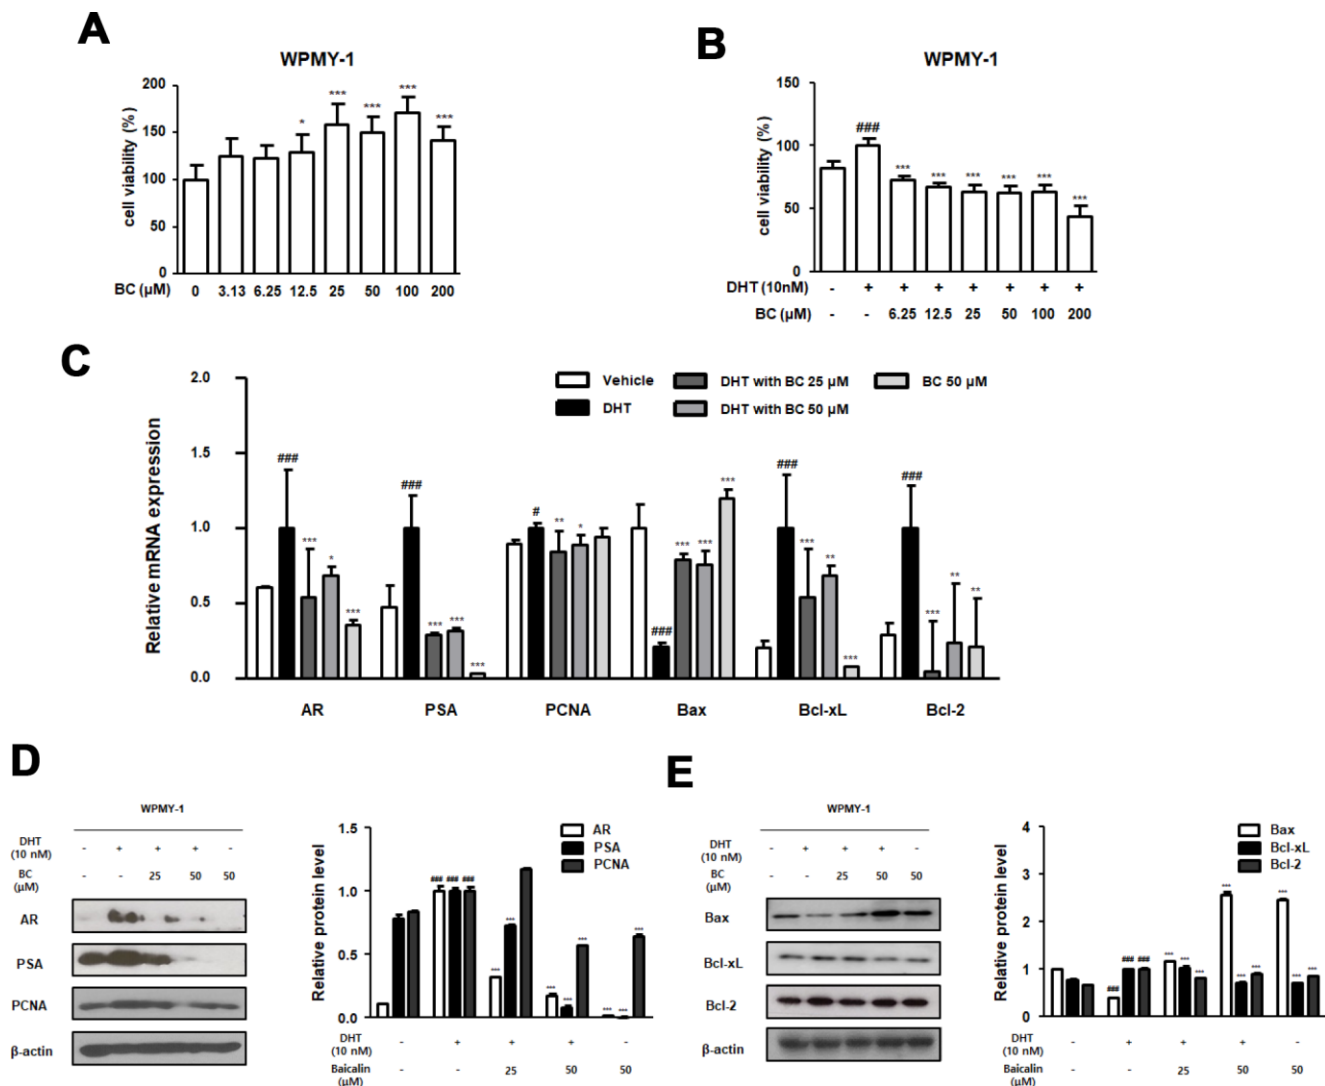 A
WPMY-1
cell viability (%)
200
150
100
50
0
* *** *** *** ***
BC (μM) 0 3.13 6.25 12.5 25 50 100 200
B
WPMY-1
cell viability (%)
150
100
50
0
### *** *** *** *** *** ***
DHT (10nM) - + + + + + + +
BC (μM) - - 6.25 12.5 25 50 100 200
C
Relative mRNA expression
2.0
1.5
1.0
0.5
0.0
Vehicle
DHT
DHT with BC 25 μM
DHT with BC 50 μM
BC 50 μM
### *** * ***
### *** *** ***
# ** *
### *** *** ***
### *** ** ***
### *** ** **
AR PSA PCNA Bax Bcl-xL Bcl-2
D
WPMY-1
DHT
(10 nM) - + + + -
BC
(μM) - - 25 50 50
AR
PSA
PCNA
β-actin
Relative protein level
1.5
1.0
0.5
0.0
AR
PSA
PCNA
### ### ###
*** ***
*** *** ***
*** *** ***
DHT
(10 nM) - + + + -
Baicalin
(μM) - - 25 50 50
E
WPMY-1
DHT
(10 nM) - + + + -
BC
(μM) - - 25 50 50
Bax
Bcl-xL
Bcl-2
β-actin
Relative protein level
4
3
2
1
0
Bax
Bcl-xL
Bcl-2
### ### ###
*** *** ***
*** *** ***
*** *** ***
DHT
(10 nM) - + + + -
Baicalin
(μM) - - 25 50 50